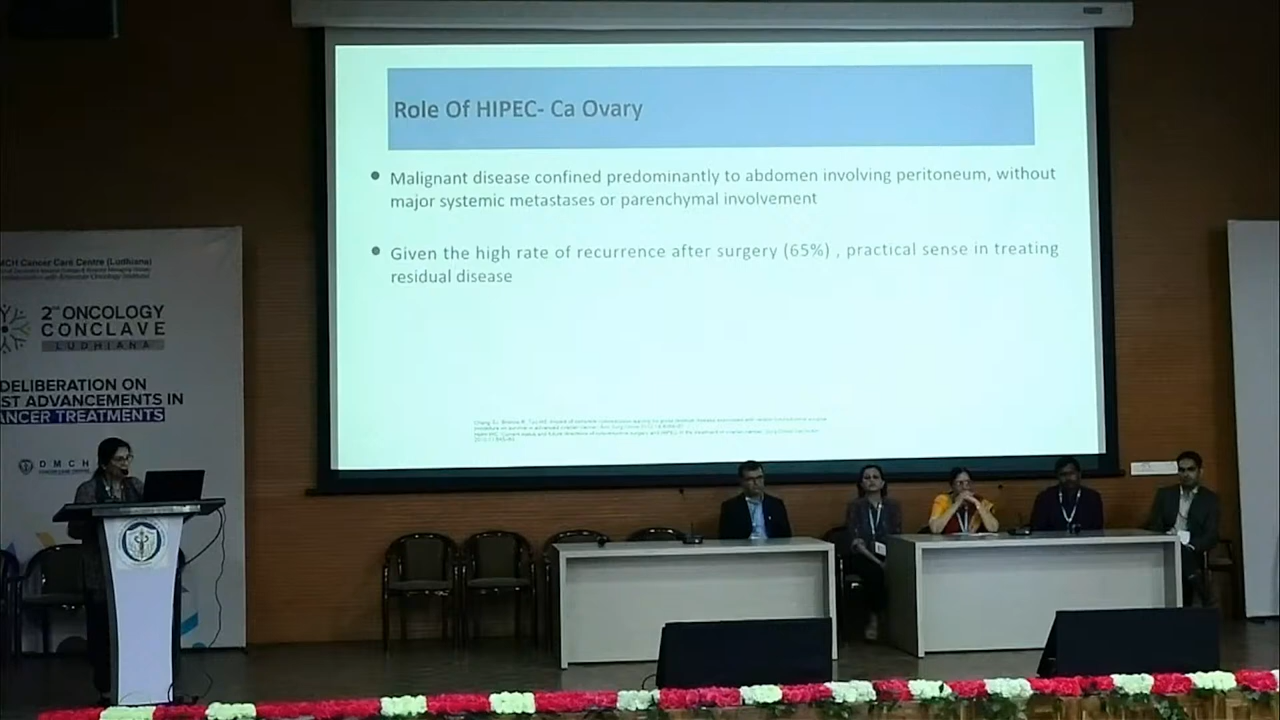 Role Of HIPEC- Ca Ovary
● Malignant disease confined predominantly to abdomen involving peritoneum, without
major systemic metastases or parenchymal involvement
● Given the high rate of recurrence after surgery (65%) , practical sense in treating
residual disease
MCH Cancer Care Centre (Ludhiana)
2nd ONCOLOGY
CONCLAVE
LUDHIANA
DELIBERATION ON
ST ADVANCEMENTS IN
ANCER TREATMENTS
DMCH